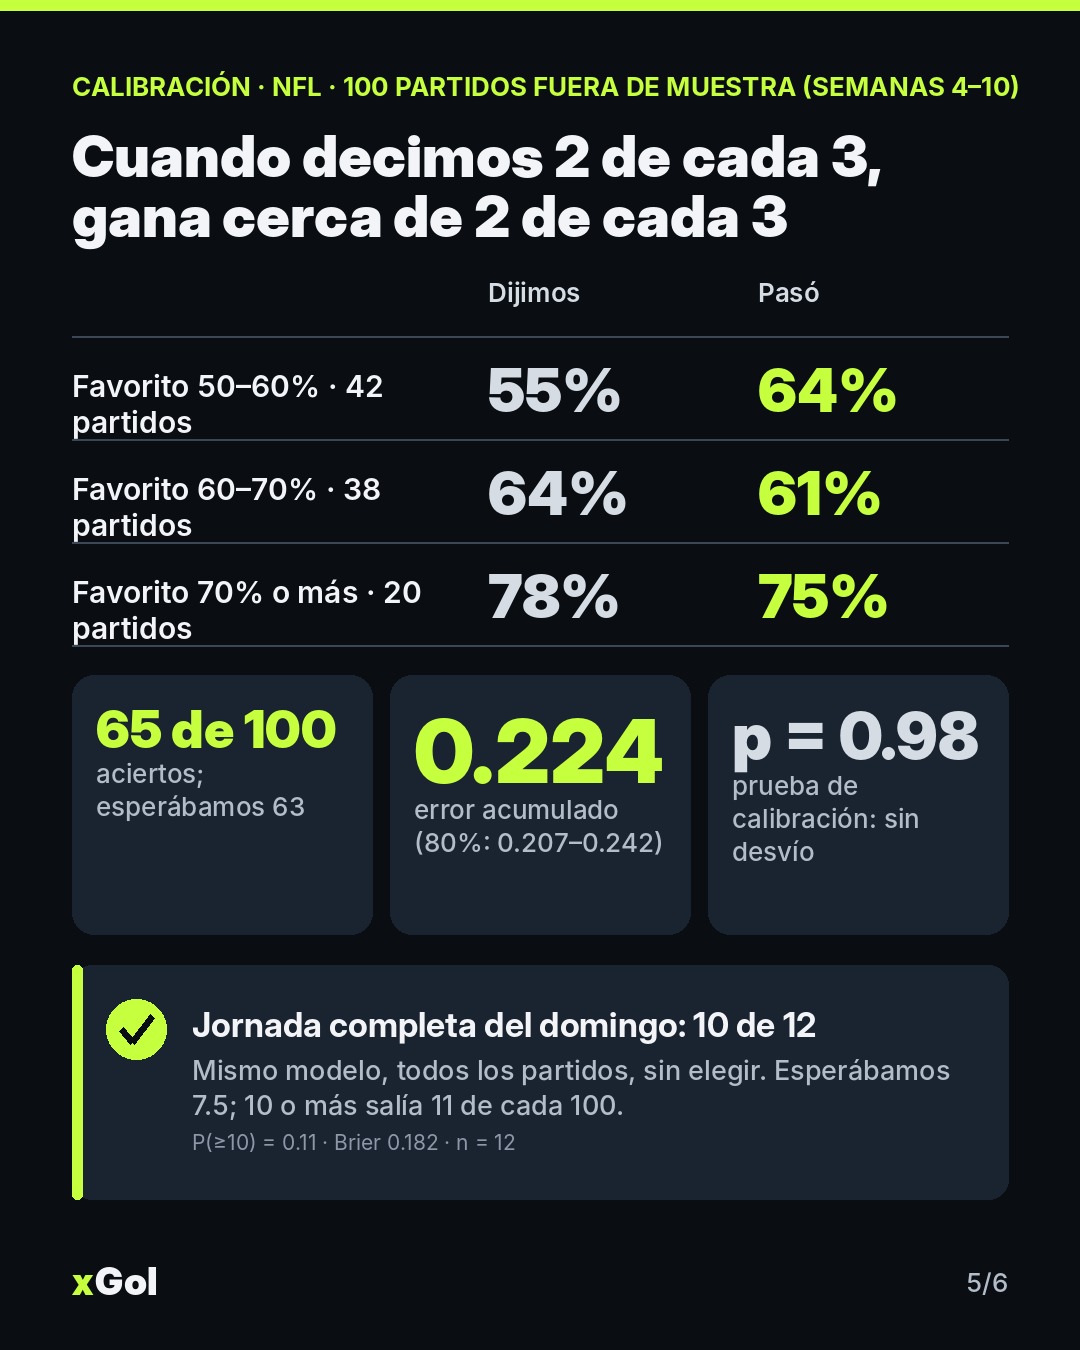 CALIBRACIÓN · NFL · 100 PARTIDOS FUERA DE MUESTRA (SEMANAS 4–10)
Cuando decimos 2 de cada 3,
gana cerca de 2 de cada 3
Dijimos Pasó
Favorito 50–60% · 42
partidos
55% 64%
Favorito 60–70% · 38
partidos
64% 61%
Favorito 70% o más · 20
partidos
78% 75%
65 de 100
aciertos;
esperábamos 63
0.224
error acumulado
(80%: 0.207–0.242)
p = 0.98
prueba de
calibración: sin
desvío
Jornada completa del domingo: 10 de 12
Mismo modelo, todos los partidos, sin elegir. Esperábamos
7.5; 10 o más salía 11 de cada 100.
P(≥10) = 0.11 · Brier 0.182 · n = 12
xGol
5/6